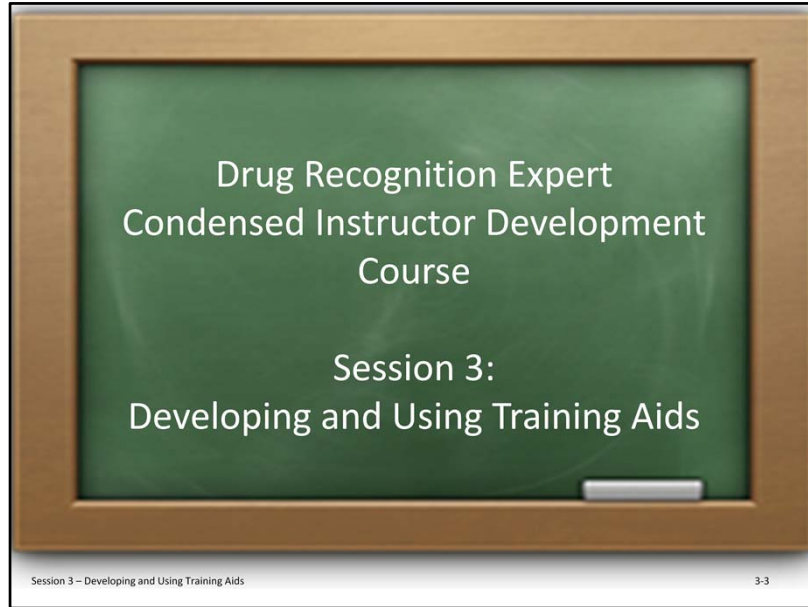 Drug Recognition Expert
Condensed Instructor Development
Course
Session 3:
Developing and Using Training Aids
Session 3 – Developing and Using Training Aids
3-3